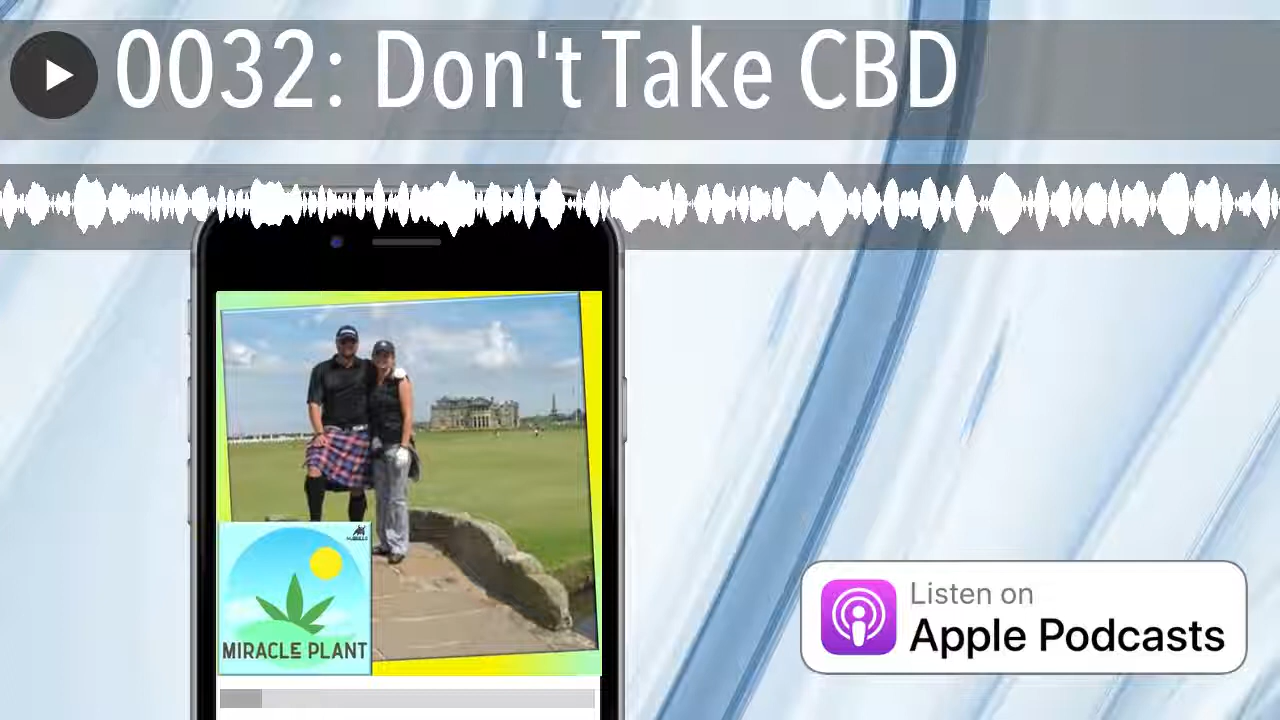 0032: Don't Take CBD
MIRACLE PLANT
Listen on
Apple Podcasts